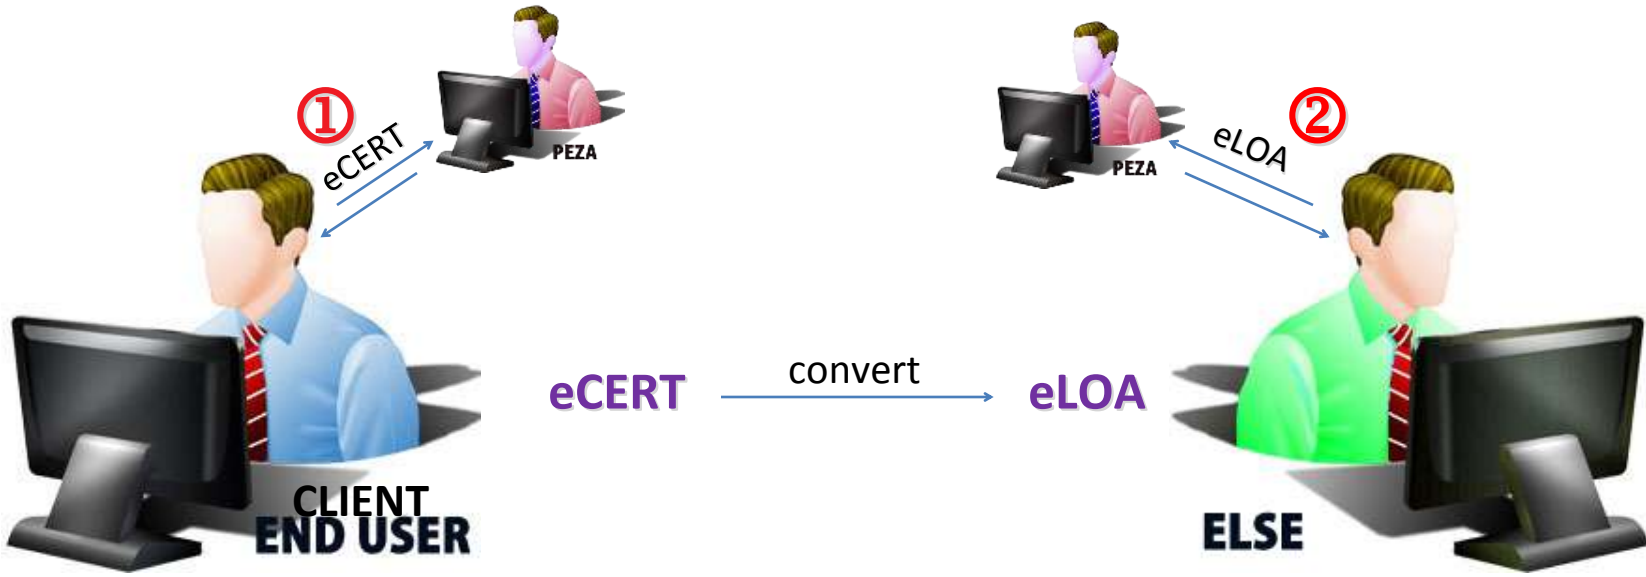 ①
eCERT
PEZA
②
eLOA
PEZA
eCERT
convert
eLOA
CLIENT
END USER
ELSE